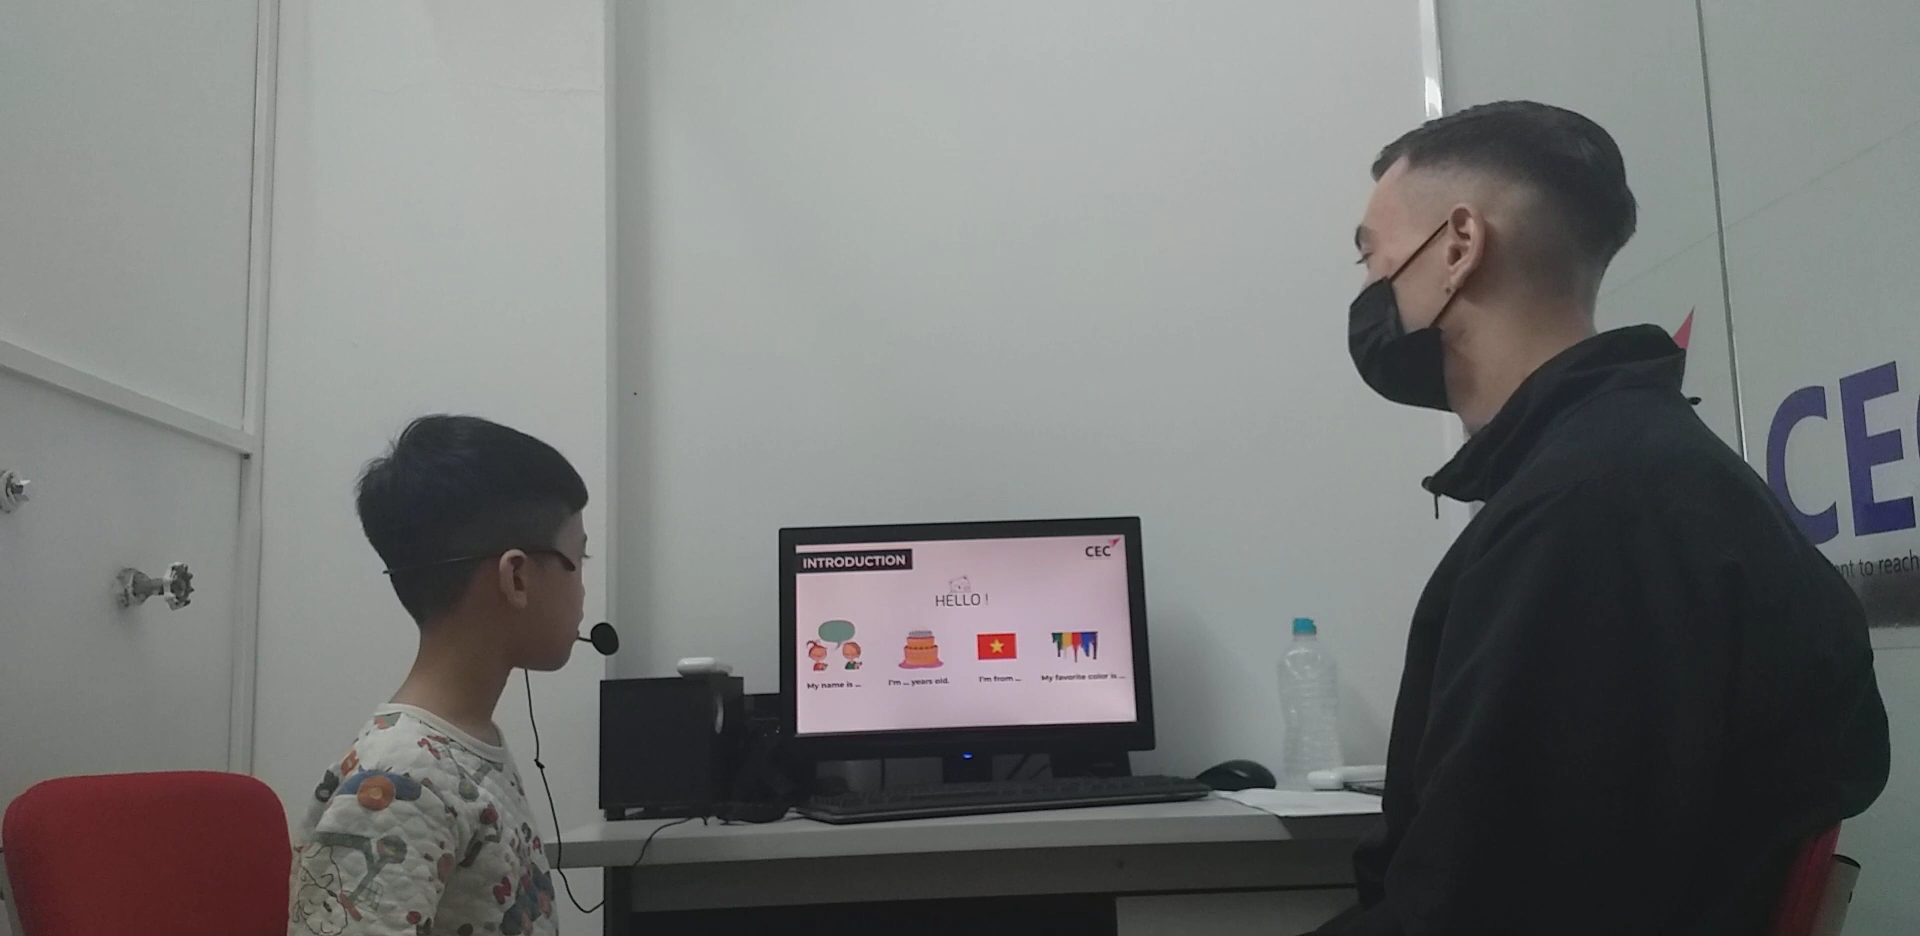 INTRODUCTION
CEC
HELLO !
My name is ...
I'm ... years old.
I'm from ...
My favorite color is ...
CE
nt to reach